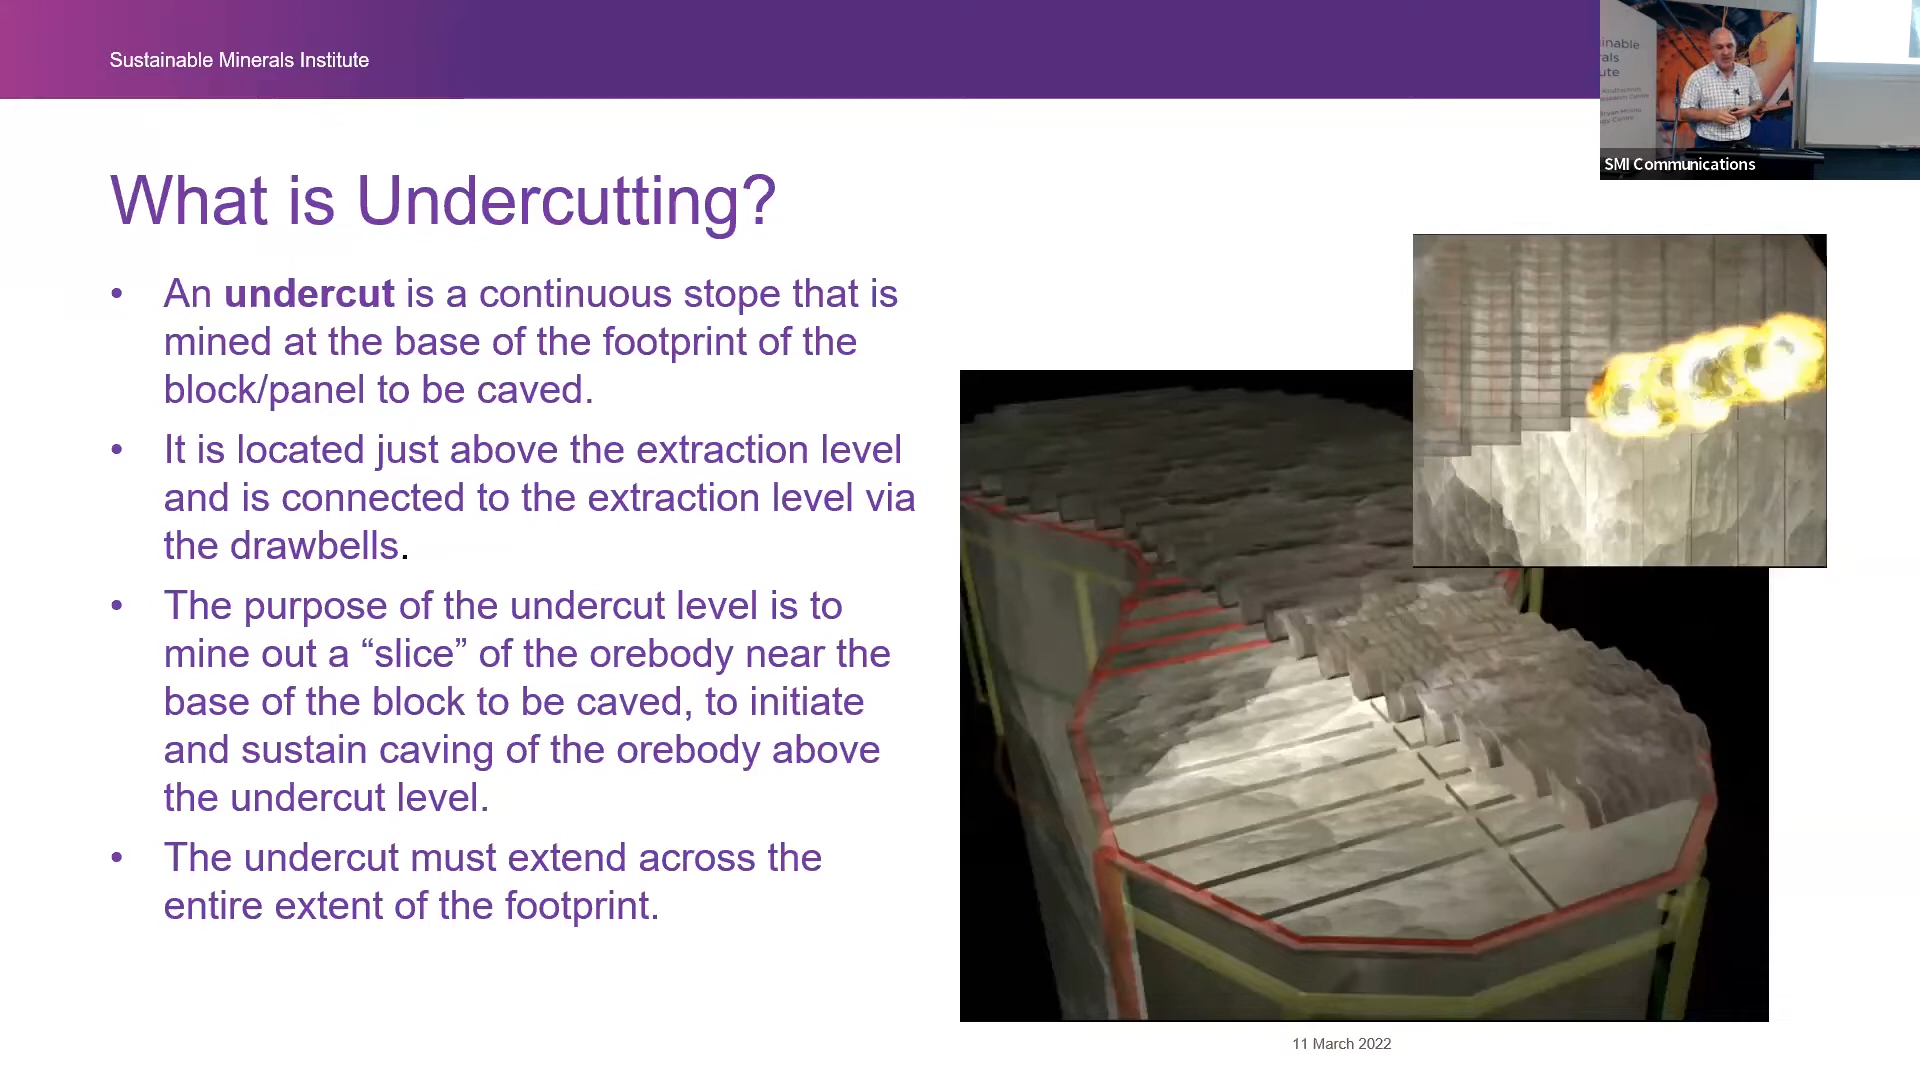 Sustainable Minerals Institute
inable
rals
ute
SMI Communications
What is Undercutting?
• An undercut is a continuous stope that is
mined at the base of the footprint of the
block/panel to be caved.
• It is located just above the extraction level
and is connected to the extraction level via
the drawbells.
• The purpose of the undercut level is to
mine out a “slice” of the orebody near the
base of the block to be caved, to initiate
and sustain caving of the orebody above
the undercut level.
• The undercut must extend across the
entire extent of the footprint.
11 March 2022